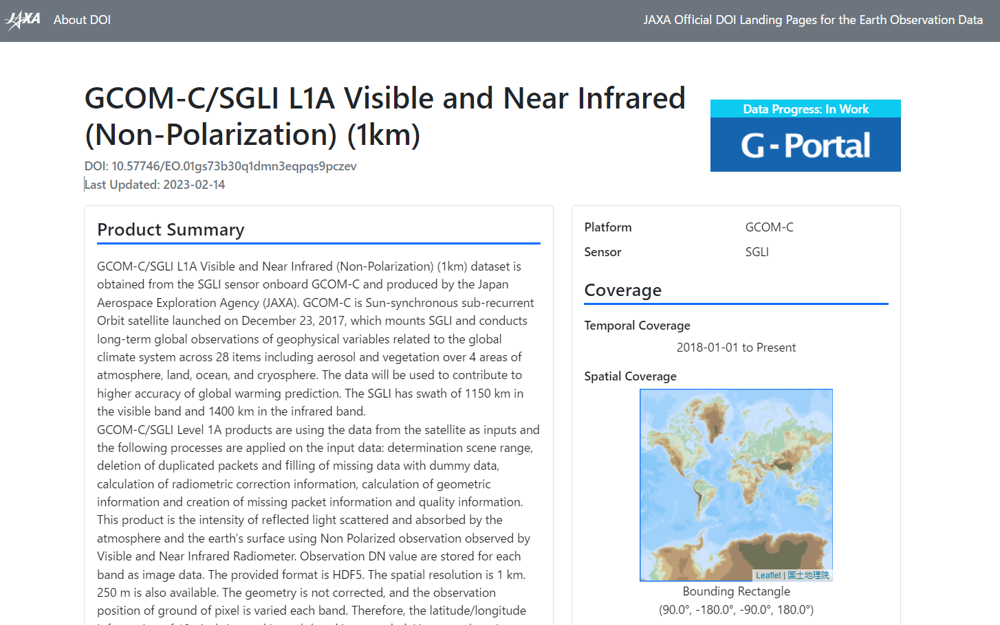 JAXA About DOI JAXA Official DOI Landing Pages for the Earth Observation Data
GCOM-C/SGLI L1A Visible and Near Infrared
(Non-Polarization) (1km)
DOI: 10.57746/EO.01gs73b30q1dmn3eqpqs9pczev
Last Updated: 2023-02-14
Data Progress: In Work
G-Portal
Product Summary
GCOM-C/SGLI L1A Visible and Near Infrared (Non-Polarization) (1km) dataset is
obtained from the SGLI sensor onboard GCOM-C and produced by the Japan
Aerospace Exploration Agency (JAXA). GCOM-C is Sun-synchronous sub-recurrent
Orbit satellite launched on December 23, 2017, which mounts SGLI and conducts
long-term global observations of geophysical variables related to the global
climate system across 28 items including aerosol and vegetation over 4 areas of
atmosphere, land, ocean, and cryosphere. The data will be used to contribute to
higher accuracy of global warming prediction. The SGLI has swath of 1150 km in
the visible band and 1400 km in the infrared band.
GCOM-C/SGLI Level 1A products are using the data from the satellite as inputs and
the following processes are applied on the input data: determination scene range,
deletion of duplicated packets and filling of missing data with dummy data,
calculation of radiometric correction information, calculation of geometric
information and creation of missing packet information and quality information.
This product is the intensity of reflected light scattered and absorbed by the
atmosphere and the earth's surface using Non Polarized observation observed by
Visible and Near Infrared Radiometer. Observation DN value are stored for each
band as image data. The provided format is HDF5. The spatial resolution is 1 km.
250 m is also available. The geometry is not corrected, and the observation
position of ground of pixel is varied each band. Therefore, the latitude/longitude
Platform GCOM-C
Sensor SGLI
Coverage
Temporal Coverage
2018-01-01 to Present
Spatial Coverage
Leaflet | 国土地理院
Bounding Rectangle
(90.0°, -180.0°, -90.0°, 180.0°)